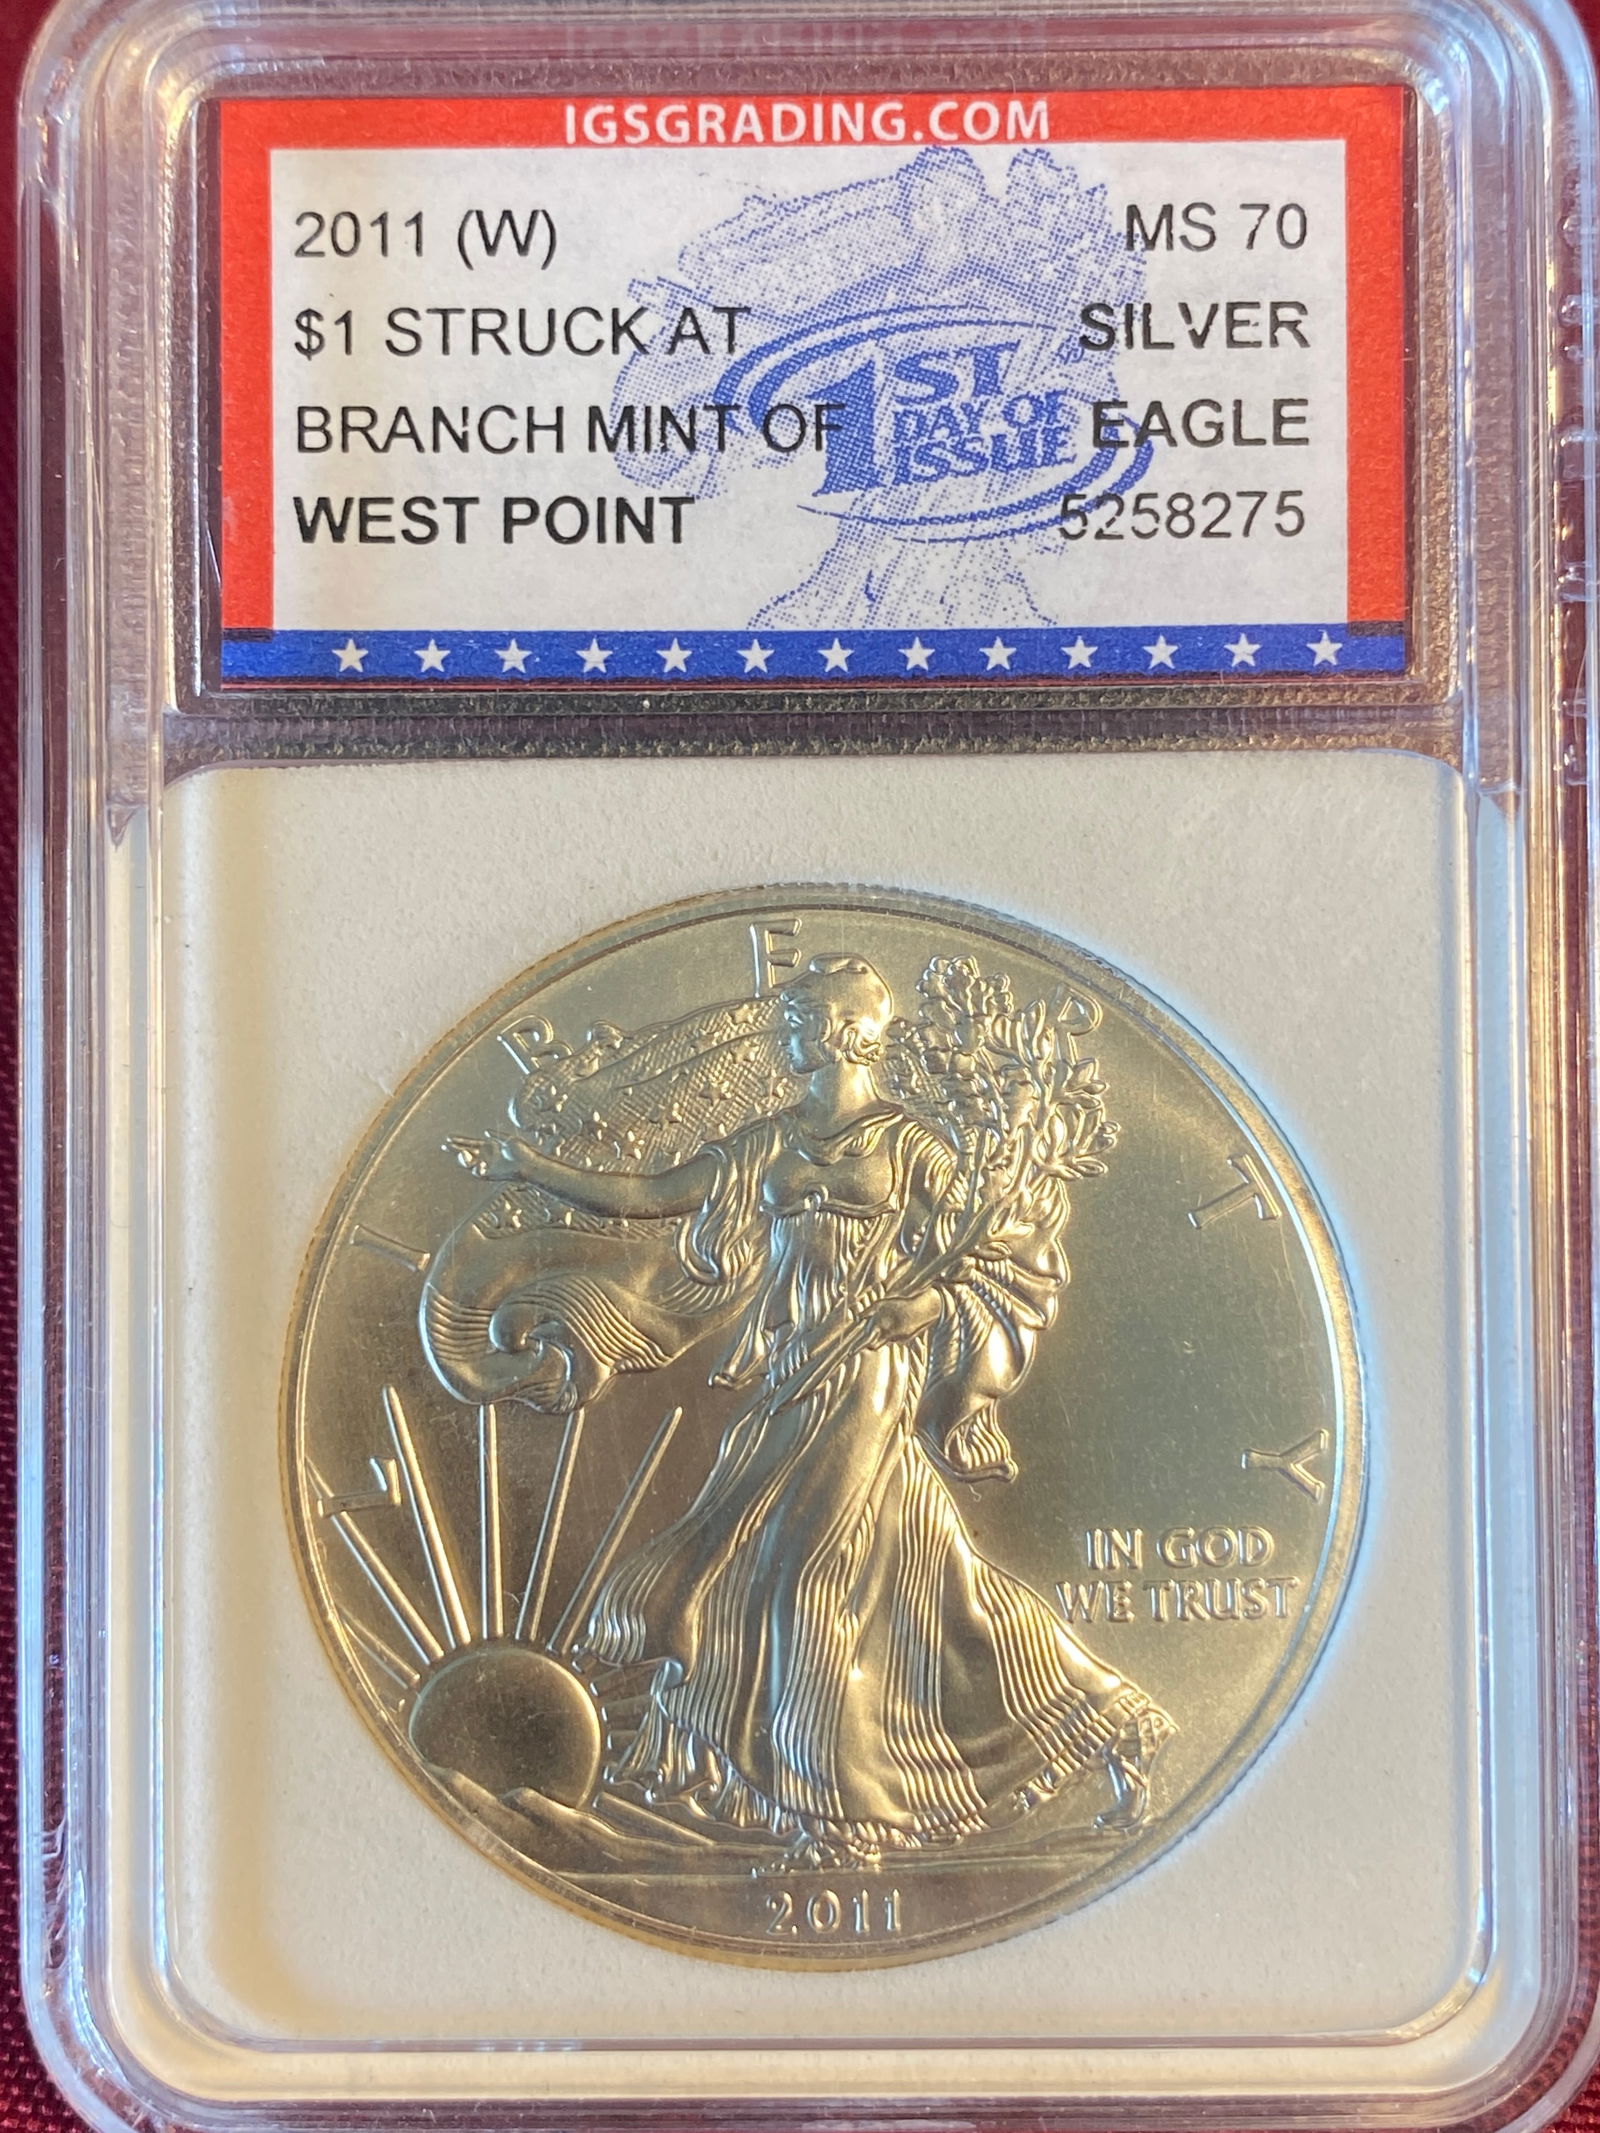 IGSGRADING.COM
2011 (W) MS 70
$1 STRUCK AT SILVER
BRANCH MINT OF EAGLE
WEST POINT 5258275
1ST
DAY OF
ISSUE
LIBERTY
IN GOD
WE TRUST
2011